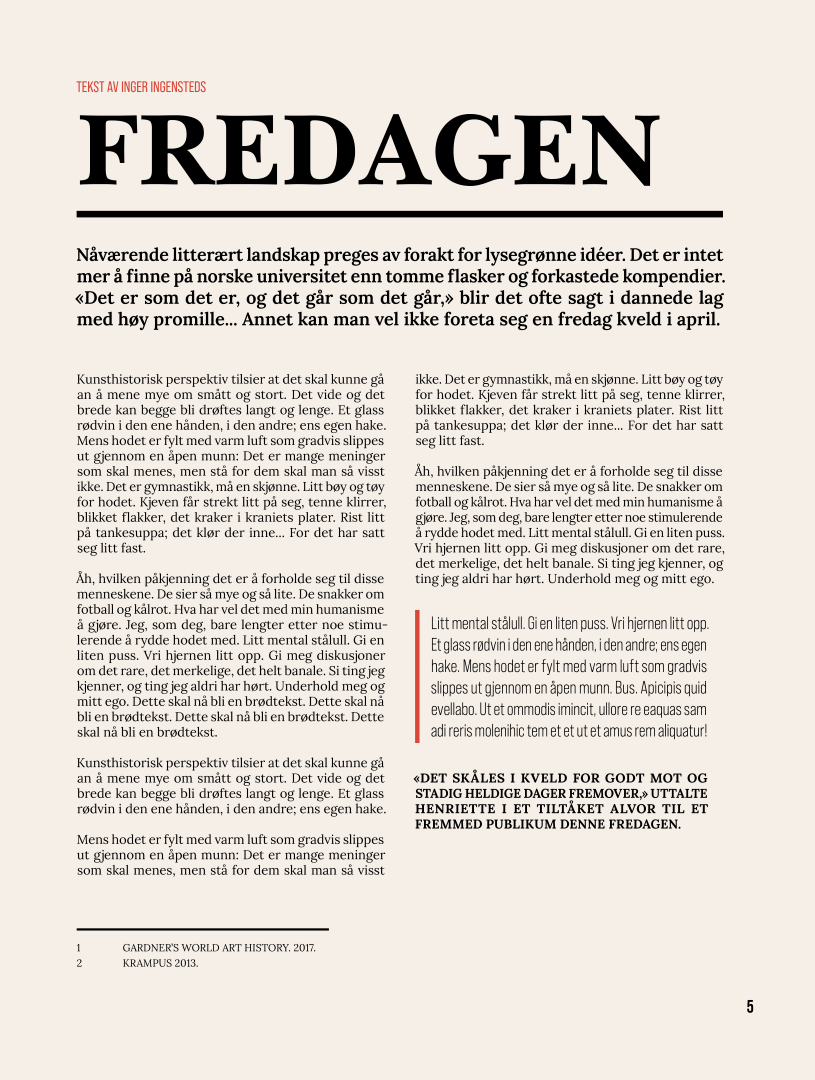 TEKST AV INGER INGENSTEDS
FREDAGEN
Nåværende litterært landskap preges av forakt for lysegrønne idéer. Det er intet
mer å finne på norske universitet enn tomme flasker og forkastede kompendier.
«Det er som det er, og det går som det går,» blir det ofte sagt i dannede lag
med høy promille... Annet kan man vel ikke foreta seg en fredag kveld i april.
Kunsthistorisk perspektiv tilsier at det skal kunne gå
an å mene mye om smått og stort. Det vide og det
brede kan begge bli drøftes langt og lenge. Et glass
rødvin i den ene hånden, i den andre; ens egen hake.
Mens hodet er fylt med varm luft som gradvis slippes
ut gjennom en åpen munn: Det er mange meninger
som skal menes, men stå for dem skal man så visst
ikke. Det er gymnastikk, må en skjønne. Litt bøy og tøy
for hodet. Kjeven får strekt litt på seg, tenne klirrer,
blikket flakker, det kraker i kraniets plater. Rist litt
på tankesuppa; det klør der inne... For det har satt
seg litt fast.
Åh, hvilken påkjenning det er å forholde seg til disse
menneskene. De sier så mye og så lite. De snakker om
fotball og kålrot. Hva har vel det med min humanisme
å gjøre. Jeg, som deg, bare lengter etter noe stimu-
lerende å rydde hodet med. Litt mental stålull. Gi en
liten puss. Vri hjernen litt opp. Gi meg diskusjoner
om det rare, det merkelige, det helt banale. Si ting jeg
kjenner, og ting jeg aldri har hørt. Underhold meg og
mitt ego. Dette skal nå bli en brødtekst. Dette skal nå
bli en brødtekst. Dette skal nå bli en brødtekst. Dette
skal nå bli en brødtekst.
Kunsthistorisk perspektiv tilsier at det skal kunne gå
an å mene mye om smått og stort. Det vide og det
brede kan begge bli drøftes langt og lenge. Et glass
rødvin i den ene hånden, i den andre; ens egen hake.
Mens hodet er fylt med varm luft som gradvis slippes
ut gjennom en åpen munn: Det er mange meninger
som skal menes, men stå for dem skal man så visst
ikke. Det er gymnastikk, må en skjønne. Litt bøy og tøy
for hodet. Kjeven får strekt litt på seg, tenne klirrer,
blikket flakker, det kraker i kraniets plater. Rist litt
på tankesuppa; det klør der inne... For det har satt
seg litt fast.
Åh, hvilken påkjenning det er å forholde seg til disse
menneskene. De sier så mye og så lite. De snakker om
fotball og kålrot. Hva har vel det med min humanisme å
gjøre. Jeg, som deg, bare lengter etter noe stimulerende
å rydde hodet med. Litt mental stålull. Gi en liten puss.
Vri hjernen litt opp. Gi meg diskusjoner om det rare,
det merkelige, det helt banale. Si ting jeg kjenner, og
ting jeg aldri har hørt. Underhold meg og mitt ego.
Litt mental stålull. Gi en liten puss. Vri hjernen litt opp.
Et glass rødvin i den ene hånden, i den andre; ens egen
hake. Mens hodet er fylt med varm luft som gradvis
slippes ut gjennom en åpen munn. Bus. Apicipis quid
evellabo. Ut et ommodis imincit, ullore re eaquas sam
adi reris molenihic tem et et ut et amus rem aliquatur!
«DET SKÅLES I KVELD FOR GODT MOT OG
STADIG HELDIGE DAGER FREMOVER,» UTTALTE
HENRIETTE I ET TILTÅKET ALVOR TIL ET
FREMMED PUBLIKUM DENNE FREDAGEN.
1 GARDNER'S WORLD ART HISTORY. 2017.
2 KRAMPUS 2013.
5